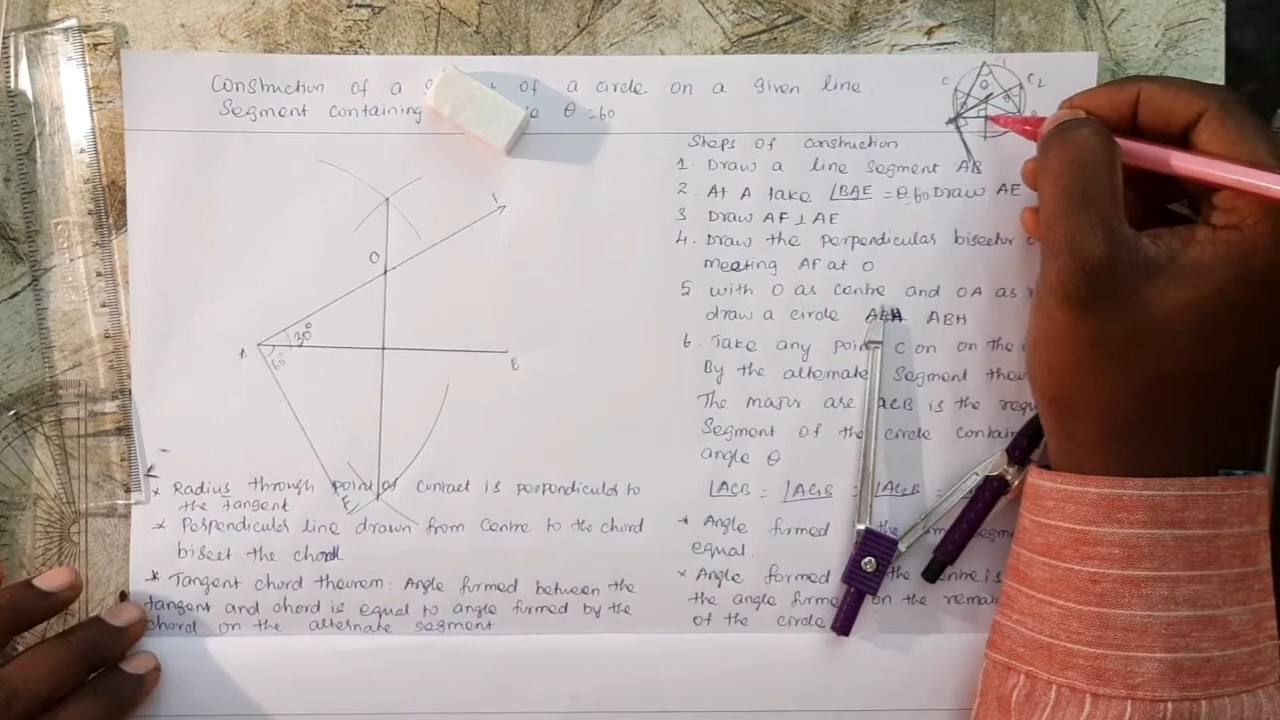 Construction of a of a circle on a given line
Segment containing θ = 60
Steps of construction
1. Draw a line segment AB
2. At A take ∠BAE = θ 60 Draw AE
3. Draw AF ⊥ AE
4. Draw the perpendicular bisector
meeting AF at O
5 with O as centre and OA as
draw a circle ABH
6. Take any point C on on the
By the alternate Segment
The major arc ACB is the
Segment of the circle
angle θ
∠ACB = ∠AC1B = ∠AC2B =
* Angle formed the
equal.
× Angle formed the
the angle on the
of the circle
O
A
30°
60°
B
E
C
C2
× Radius through point of contact is perpendicular to
the tangent
× Perpendicular line drawn from centre to the chord
bisect the chord
* Tangent chord theorem: Angle formed between the
tangent and chord is equal to angle formed by the
chord on the alternate segment